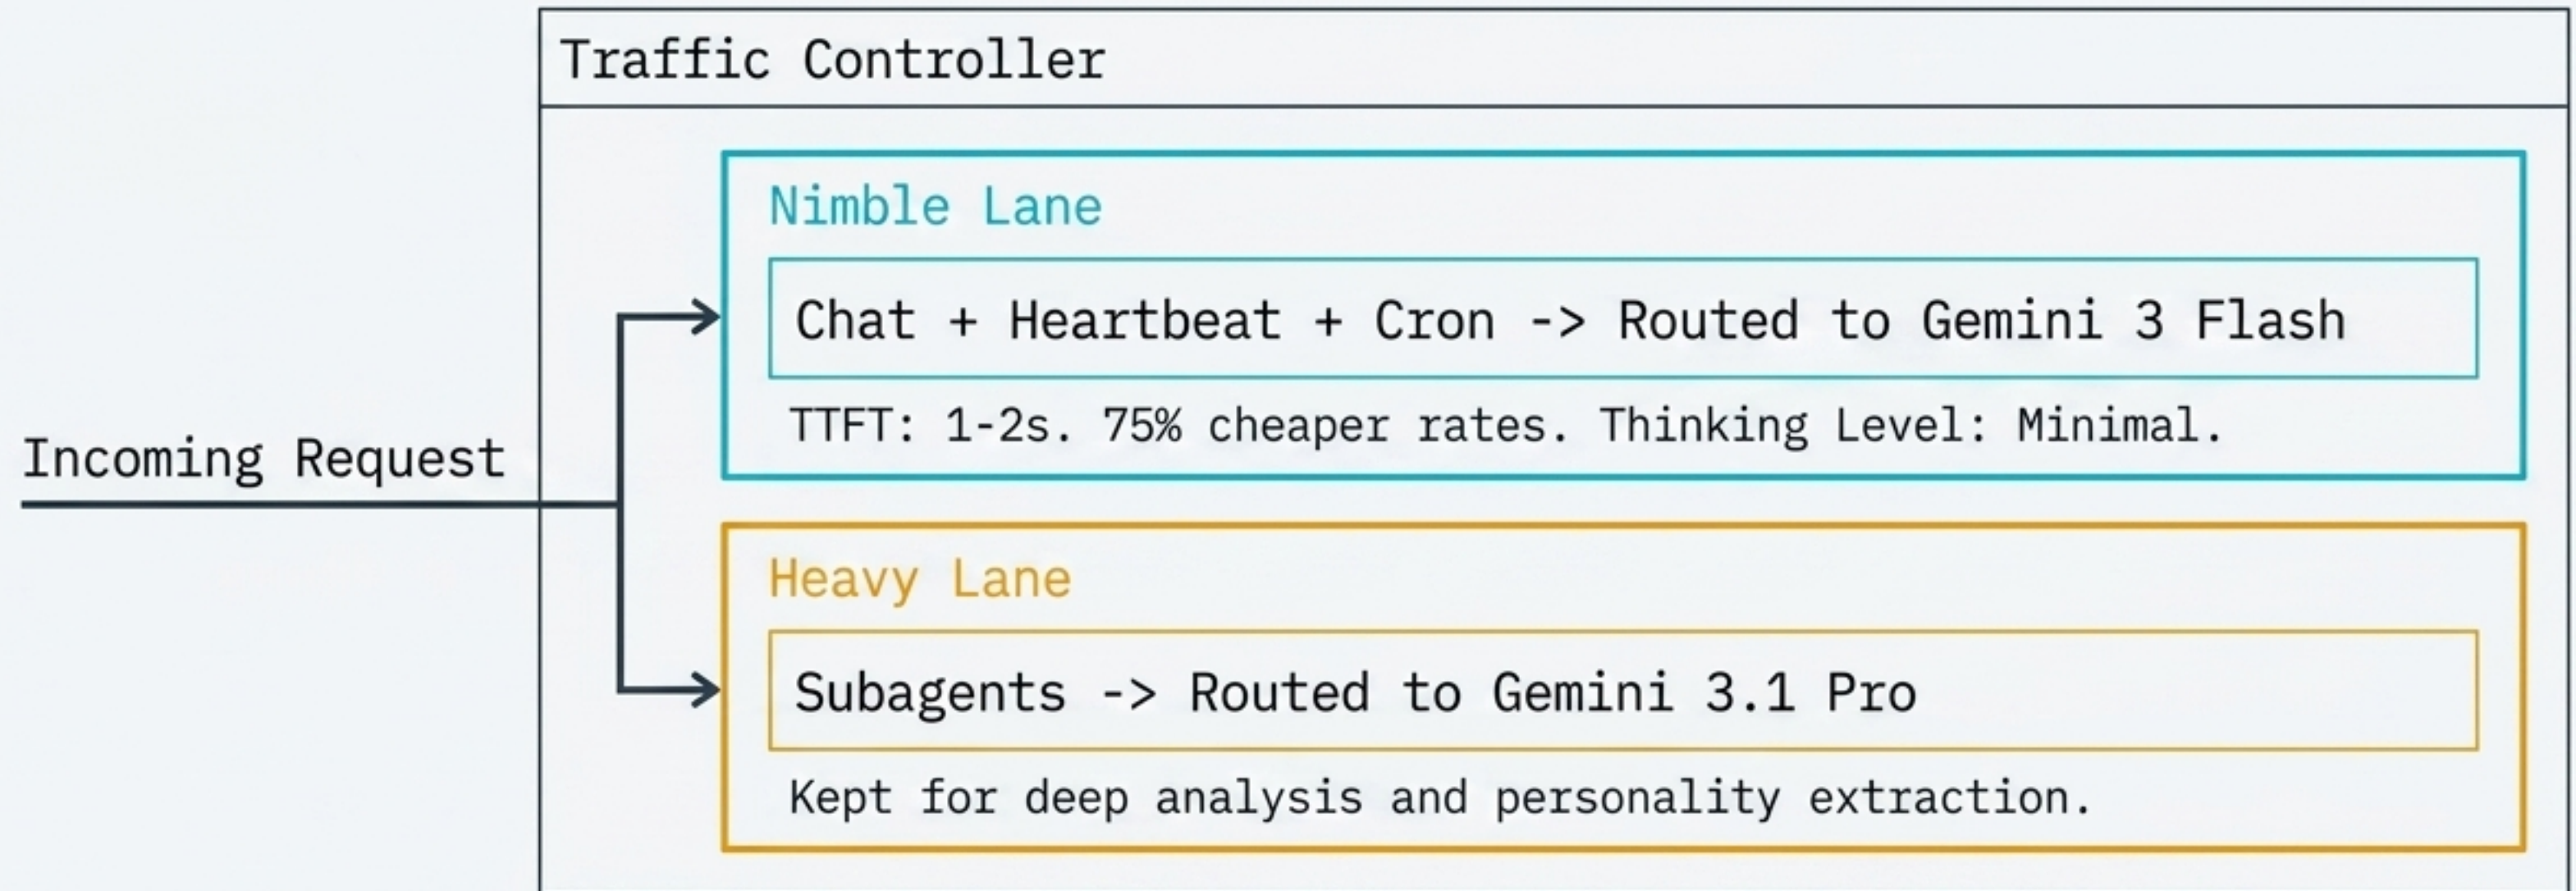 Traffic Controller
Nimble Lane
Chat + Heartbeat + Cron -> Routed to Gemini 3 Flash
TTFT: 1-2s. 75% cheaper rates. Thinking Level: Minimal.
Incoming Request
Heavy Lane
Subagents -> Routed to Gemini 3.1 Pro
Kept for deep analysis and personality extraction.